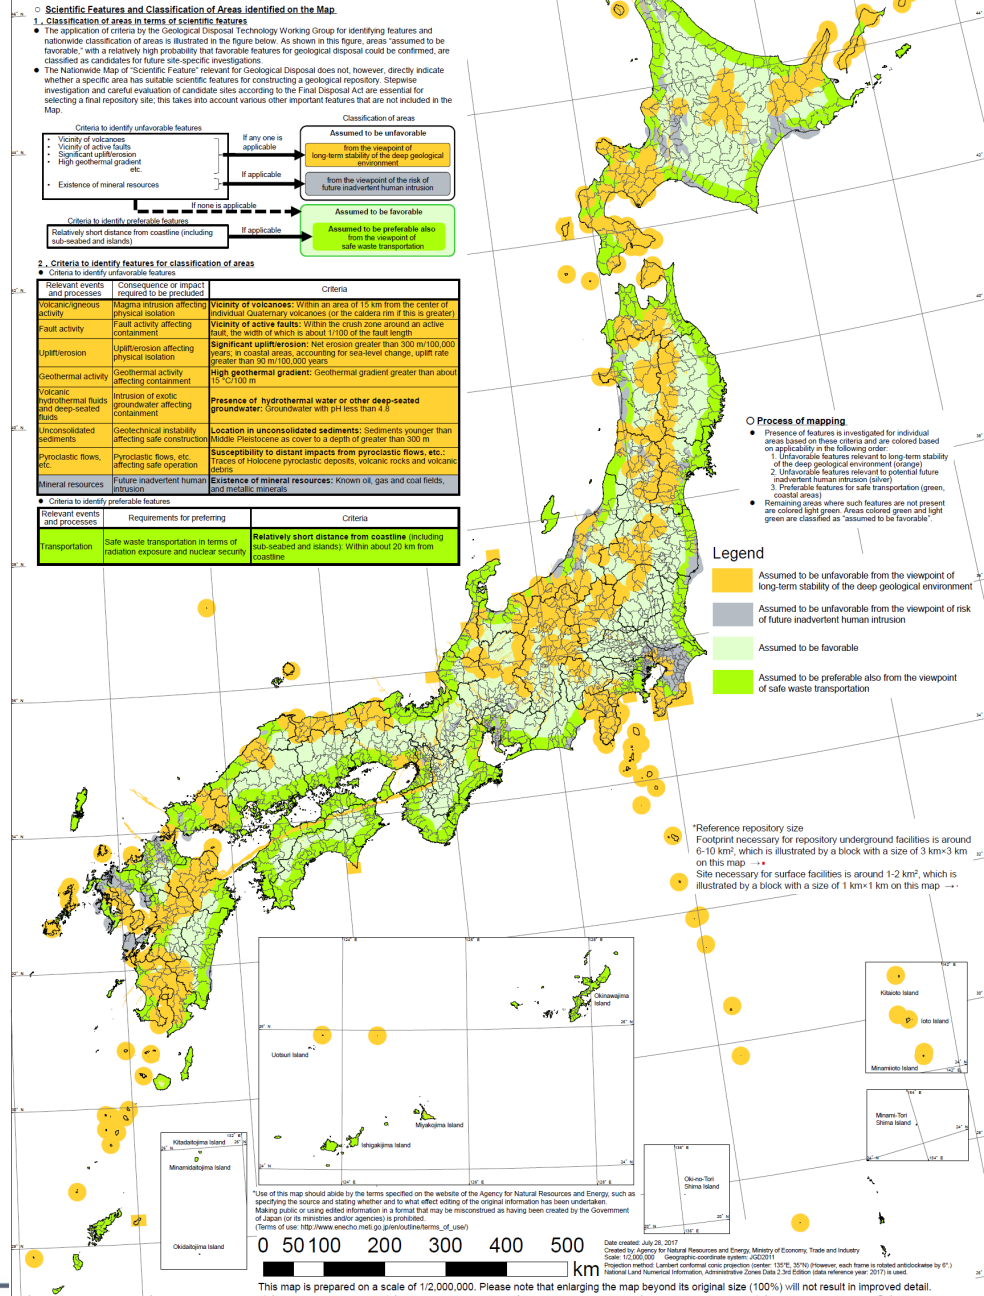 ○ Scientific Features and Classification of Areas identified on the Map
1. Classification of areas in terms of scientific features
● The application of criteria by the Geological Disposal Technology Working Group for identifying features and
nationwide classification of areas is illustrated in the figure below. As shown in this figure, areas "assumed to be
favorable," with a relatively high probability that favorable features for geological disposal could be confirmed, are
classified as candidates for future site-specific investigations.
● The Nationwide Map of "Scientific Feature" relevant for Geological Disposal does not, however, directly indicate
whether a specific area has suitable scientific features for constructing a geological repository. Stepwise
investigation and careful evaluation of candidate sites according to the Final Disposal Act are essential for
selecting a final repository site; this takes into account various other important features that are not included in the
Map.
Classification of areas
Criteria to identify unfavorable features
• Vicinity of volcanoes
• Vicinity of active faults
• Significant uplift/erosion
• High geothermal gradient
etc.
• Existence of mineral resources
If any one is
applicable
If applicable
If none is applicable
Assumed to be unfavorable
from the viewpoint of
long-term stability of the deep geological
environment
from the viewpoint of the risk of
future inadvertent human intrusion
Criteria to identify preferable features
Relatively short distance from coastline (including
sub-seabed and islands)
If applicable
Assumed to be favorable
Assumed to be preferable also
from the viewpoint of
safe waste transportation
2. Criteria to identify features for classification of areas
● Criteria to identify unfavorable features
Relevant events
and processes
Consequence or impact
required to be precluded
Criteria
Volcanic/igneous
activity
Magma intrusion affecting
physical isolation
Vicinity of volcanoes: Within an area of 15 km from the center of
individual Quaternary volcanoes (or the caldera rim if this is greater)
Fault activity
Fault activity affecting
containment
Vicinity of active faults: Within the crush zone around an active
fault, the width of which is about 1/100 of the fault length
Uplift/erosion
Uplift/erosion affecting
physical isolation
Significant uplift/erosion: Net erosion greater than 300 m/100,000
years; in coastal areas, accounting for sea-level change, uplift rate
greater than 90 m/100,000 years
Geothermal activity
Geothermal activity
affecting containment
High geothermal gradient: Geothermal gradient greater than about
15 °C/100 m
Volcanic
hydrothermal fluids
and deep-seated
fluids
Intrusion of exotic
groundwater affecting
containment
Presence of hydrothermal water or other deep-seated
groundwater: Groundwater with pH less than 4.8
Unconsolidated
sediments
Geotechnical instability
affecting safe construction
Location in unconsolidated sediments: Sediments younger than
Middle Pleistocene as cover to a depth of greater than 300 m
Pyroclastic flows,
etc.
Pyroclastic flows, etc.
affecting safe operation
Susceptibility to distant impacts from pyroclastic flows, etc.:
Traces of Holocene pyroclastic deposits, volcanic rocks and volcanic
debris
Mineral resources
Future inadvertent human
intrusion
Existence of mineral resources: Known oil, gas and coal fields,
and metallic minerals
● Criteria to identify preferable features
Relevant events
and processes
Requirements for preferring
Criteria
Transportation
Safe waste transportation in terms of
radiation exposure and nuclear security
Relatively short distance from coastline (including
sub-seabed and islands): Within about 20 km from
coastline
○ Process of mapping
● Presence of features is investigated for individual
areas based on these criteria and are colored based
on applicability in the following order:
1. Unfavorable features relevant to long-term stability
of the deep geological environment (orange)
2. Unfavorable features relevant to potential future
inadvertent human intrusion (silver)
3. Preferable features for safe transportation (green,
coastal areas)
● Remaining areas where such features are not present
are colored light green. Areas colored green and light
green are classified as "assumed to be favorable".
Legend
Assumed to be unfavorable from the viewpoint of
long-term stability of the deep geological environment
Assumed to be unfavorable from the viewpoint of risk
of future inadvertent human intrusion
Assumed to be favorable
Assumed to be preferable also from the viewpoint
of safe waste transportation
*Reference repository size
Footprint necessary for repository underground facilities is around
6-10 km², which is illustrated by a block with a size of 3 km×3 km
on this map →
Site necessary for surface facilities is around 1-2 km², which is
illustrated by a block with a size of 1 km×1 km on this map →
Okinawajima
Island
Uotsuri Island
Miyakojima Island
Ishigakijima Island
Kitaioto Island
Ioto Island
Minamiioto Island
Minami-Tori
Shima Island
Oki-no-Tori
Shima Island
Kitadaitojima Island
Minamidaitojima Island
Okidaitojima Island
*Use of this map should abide by the terms specified on the website of the Agency for Natural Resources and Energy, such as
specifying the source and stating whether and to what effect editing of the original information has been undertaken.
Making public or using edited information in a format that may be misconstrued as having been created by the Government
of Japan (or its ministries and/or agencies) is prohibited.
(Terms of use: http://www.enecho.meti.go.jp/en/outline/terms_of_use/)
0 50 100 200 300 400 500
km
Date created: July 28, 2017
Created by: Agency for Natural Resources and Energy, Ministry of Economy, Trade and Industry
Scale: 1/2,000,000 Geographic-coordinate system: JGD2011
Projection method: Lambert conformal conic projection (center: 135°E, 35°N) (However, each frame is rotated anticlockwise by 6°.)
National Land Numerical Information, Administrative Zones Data 2.3rd Edition (data reference year: 2017) is used.
This map is prepared on a scale of 1/2,000,000. Please note that enlarging the map beyond its original size (100%) will not result in improved detail.